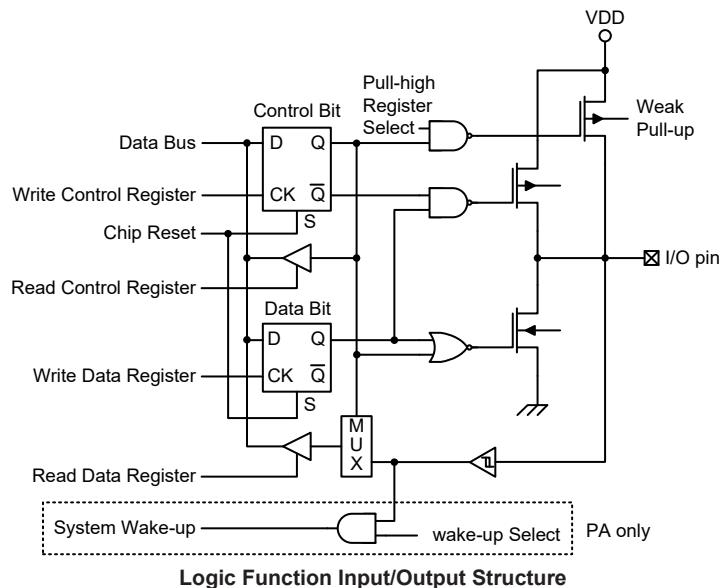 VDD
Pull-high
Register
Select
Weak
Pull-up
Control Bit
Data Bus
D Q
Write Control Register
CK Q
S
Chip Reset
I/O pin
Read Control Register
Data Bit
D Q
Write Data Register
CK Q
S
M
U
X
Read Data Register
System Wake-up
wake-up Select
PA only
Logic Function Input/Output Structure